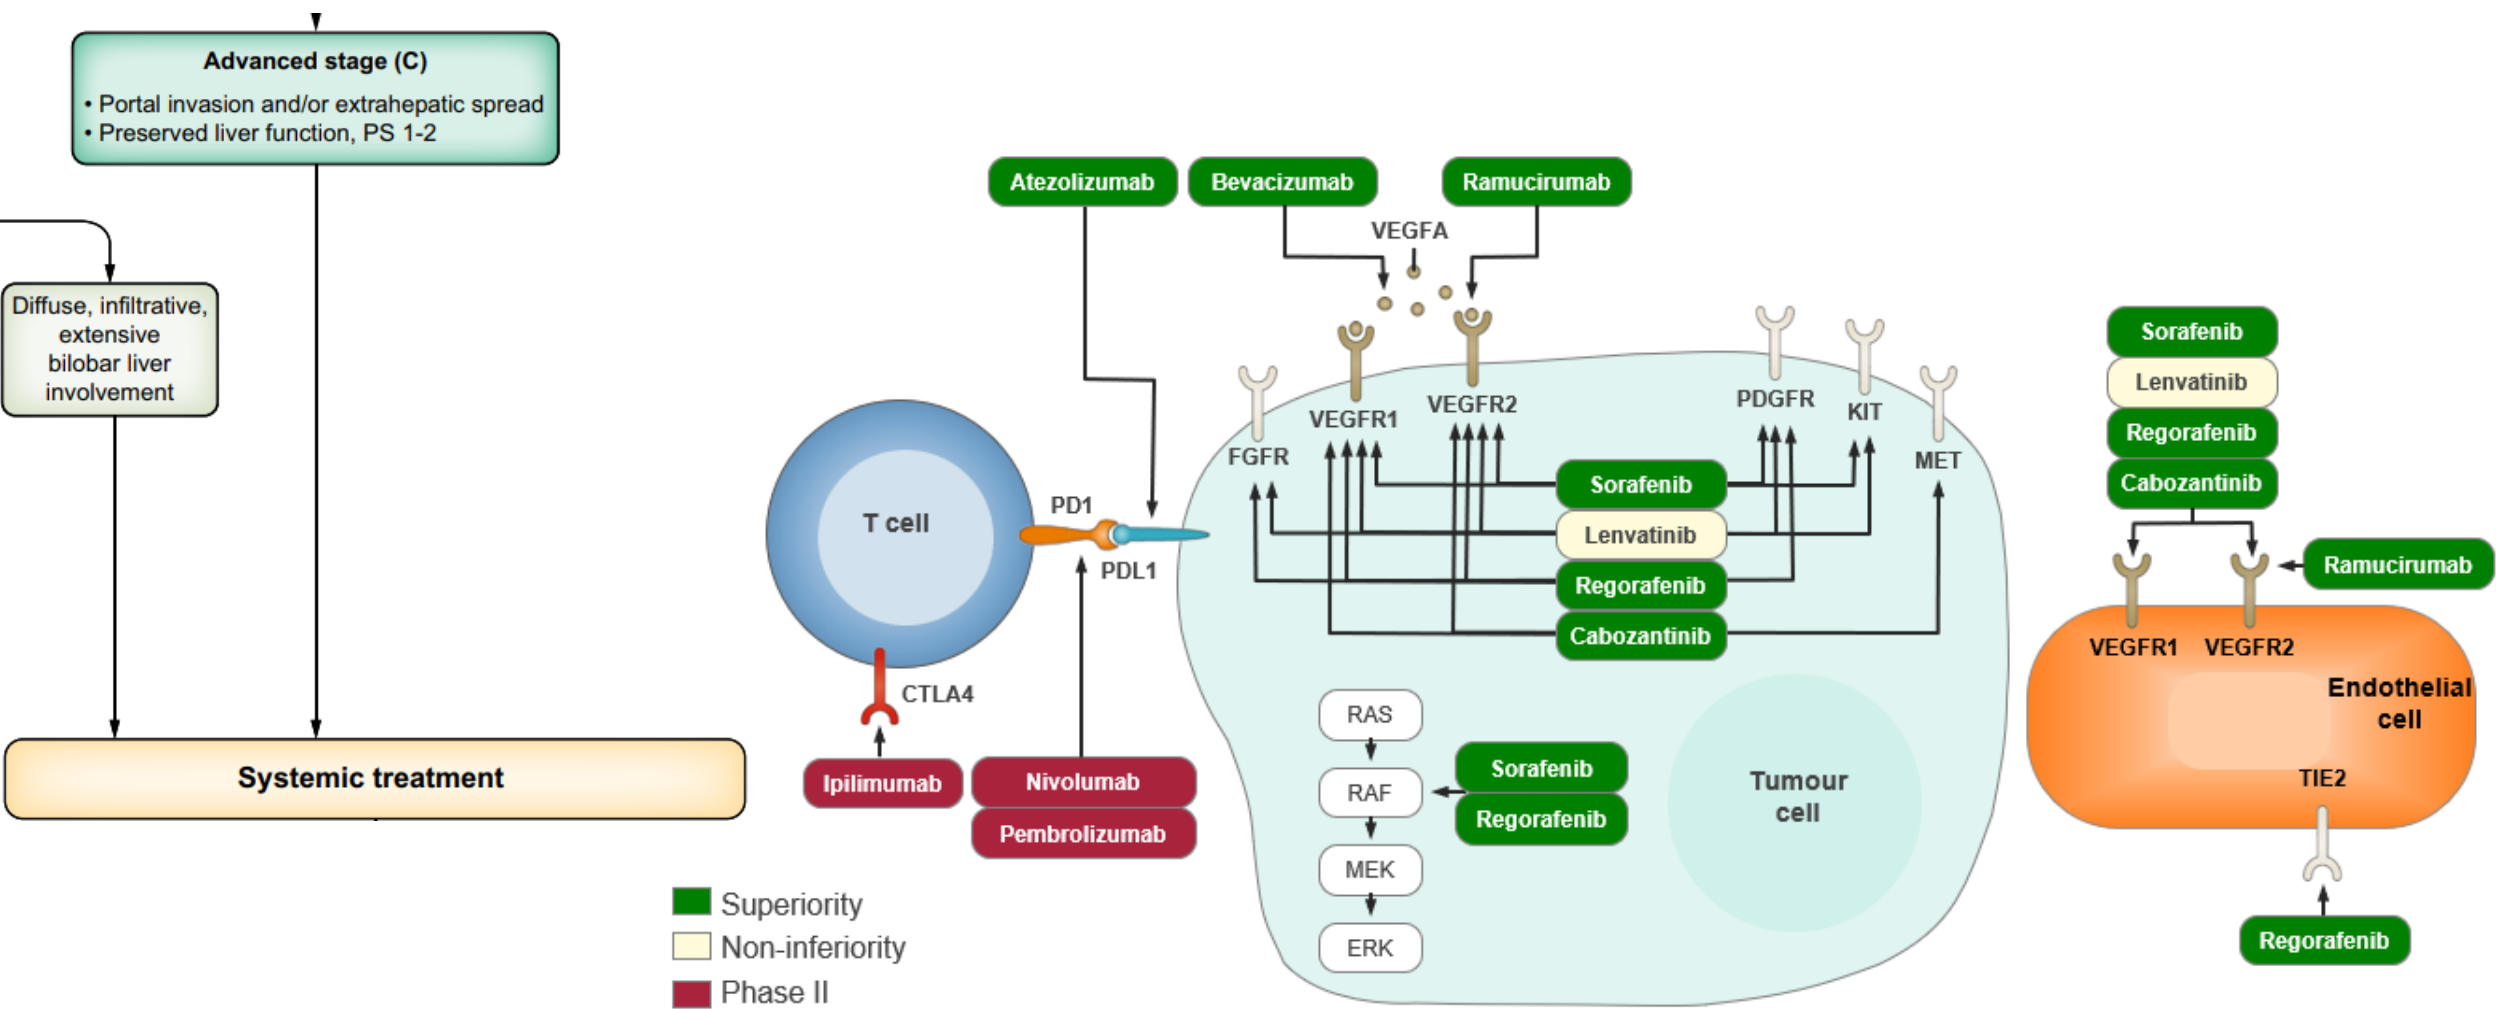 Advanced stage (C)
• Portal invasion and/or extrahepatic spread
• Preserved liver function, PS 1-2
Diffuse, infiltrative,
extensive
bilobar liver
involvement
Systemic treatment
Atezolizumab
Bevacizumab
Ramucirumab
VEGFA
FGFR
VEGFR1
VEGFR2
PDGFR
KIT
MET
T cell
PD1
PDL1
CTLA4
Ipilimumab
Nivolumab
Pembrolizumab
Sorafenib
Lenvatinib
Regorafenib
Cabozantinib
RAS
RAF
MEK
ERK
Sorafenib
Regorafenib
Tumour
cell
Sorafenib
Lenvatinib
Regorafenib
Cabozantinib
Ramucirumab
VEGFR1
VEGFR2
Endothelial
cell
TIE2
Regorafenib
Superiority
Non-inferiority
Phase II